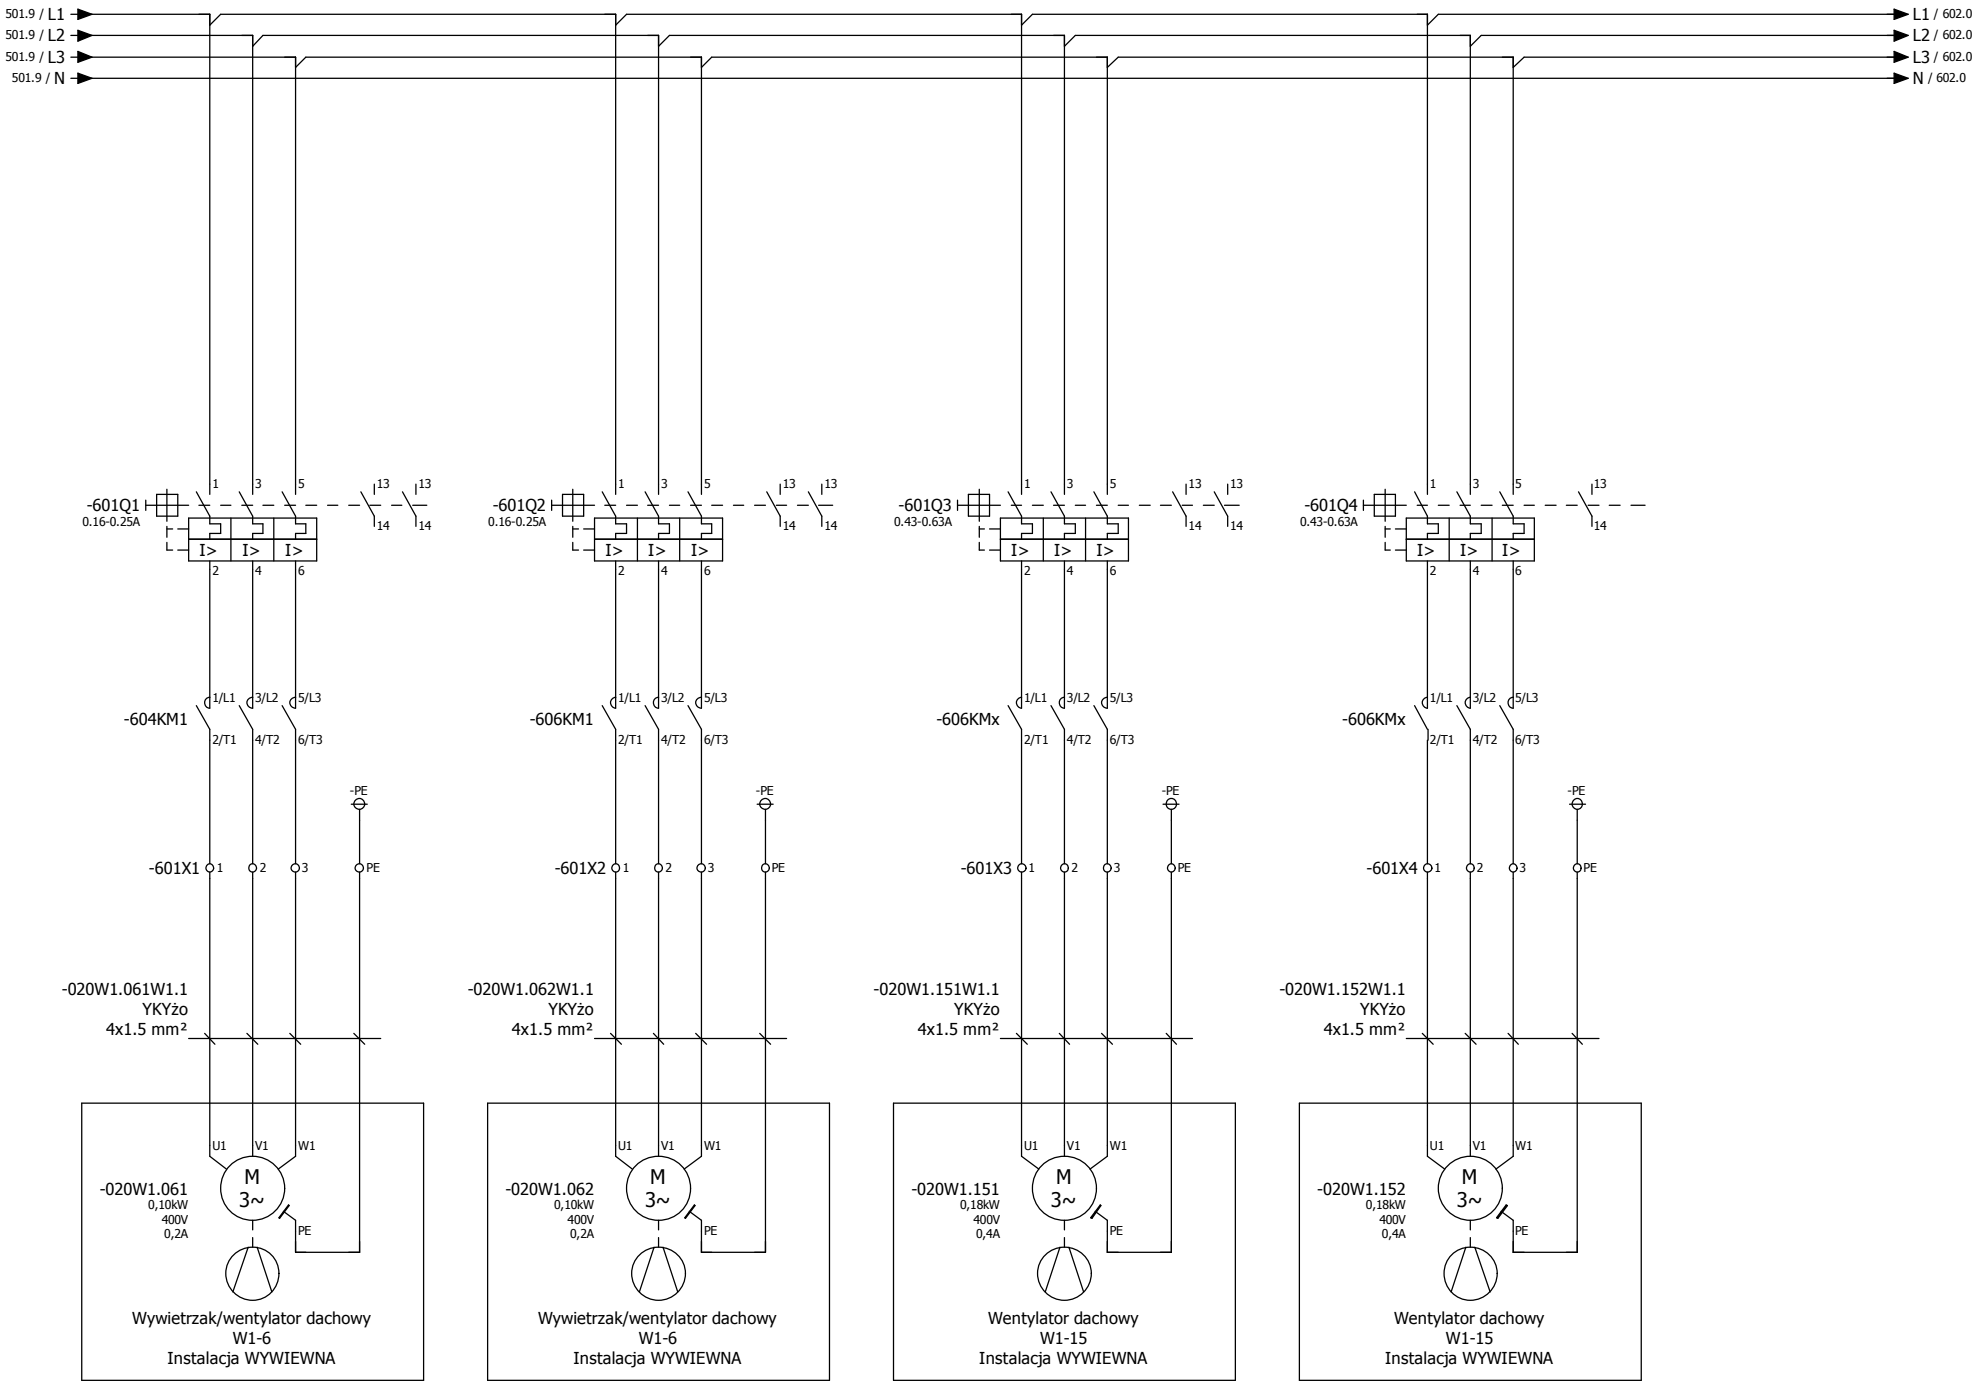 501.9 / L1
L1 / 602.0
501.9 / L2
L2 / 602.0
501.9 / L3
L3 / 602.0
501.9 / N
N / 602.0
1 3 5 13 13
-601Q1
0.16-0.25A
14 14
I> I> I>
2 4 6
1 3 5 13 13
-601Q2
0.16-0.25A
14 14
I> I> I>
2 4 6
1 3 5 13 13
-601Q3
0.43-0.63A
14 14
I> I> I>
2 4 6
1 3 5 13
-601Q4
0.43-0.63A
14
I> I> I>
2 4 6
1/L1 3/L2 5/L3
-604KM1
2/T1 4/T2 6/T3
1/L1 3/L2 5/L3
-606KM1
2/T1 4/T2 6/T3
1/L1 3/L2 5/L3
-606KMx
2/T1 4/T2 6/T3
1/L1 3/L2 5/L3
-606KMx
2/T1 4/T2 6/T3
-PE
-PE
-PE
-PE
-601X1 1 2 3 PE
-601X2 1 2 3 PE
-601X3 1 2 3 PE
-601X4 1 2 3 PE
-020W1.061W1.1
YKYżo
4x1.5 mm²
-020W1.062W1.1
YKYżo
4x1.5 mm²
-020W1.151W1.1
YKYżo
4x1.5 mm²
-020W1.152W1.1
YKYżo
4x1.5 mm²
U1 V1 W1
M
3~
-020W1.061
0,10kW
400V
0,2A
PE
Wywietrzak/wentylator dachowy
W1-6
Instalacja WYWIEWNA
U1 V1 W1
M
3~
-020W1.062
0,10kW
400V
0,2A
PE
Wywietrzak/wentylator dachowy
W1-6
Instalacja WYWIEWNA
U1 V1 W1
M
3~
-020W1.151
0,18kW
400V
0,4A
PE
Wentylator dachowy
W1-15
Instalacja WYWIEWNA
U1 V1 W1
M
3~
-020W1.152
0,18kW
400V
0,4A
PE
Wentylator dachowy
W1-15
Instalacja WYWIEWNA